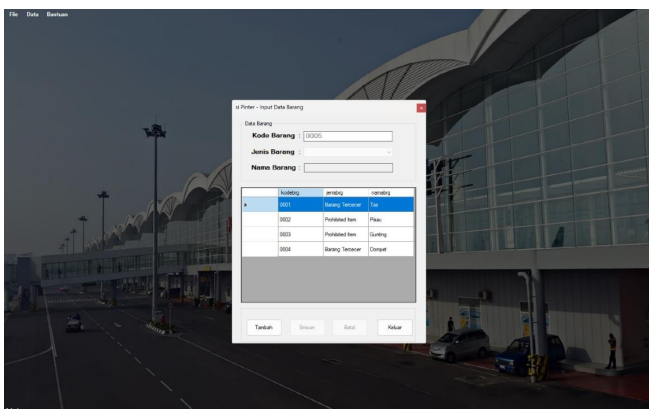 File Data Bantuan
si Pinter - Input Data Barang
x
Data Barang
Kode Barang : 0005
Jenis Barang :
Nama Barang :
kodebrg jenisbrg namabrg
0001 Barang Tercecer Tas
0002 Prohibited Item Pisau
0003 Prohibited Item Gunting
0004 Barang Tercecer Dompet
Tambah Simpan Batal Keluar